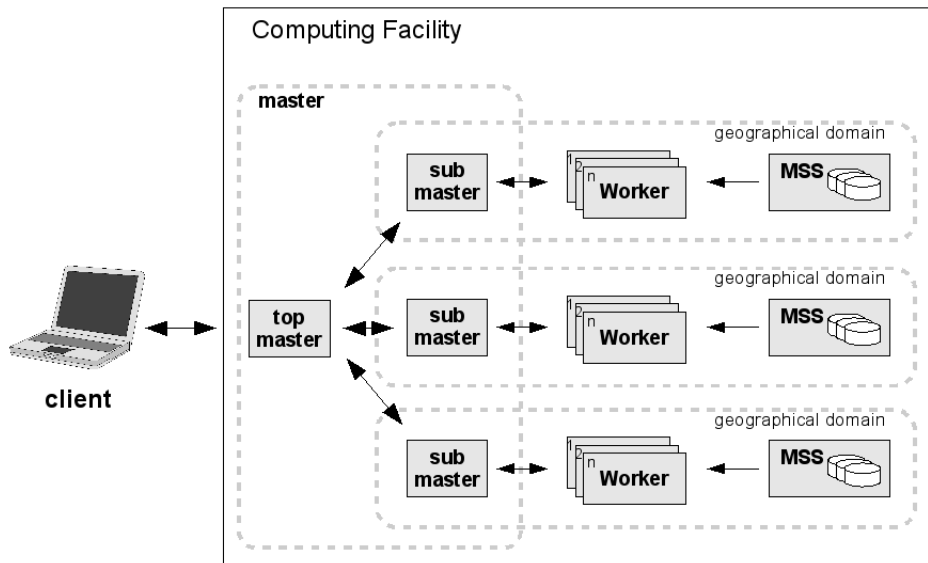 Computing Facility
master
geographical domain
sub
master
1
2
n
Worker
MSS
geographical domain
sub
master
1
2
n
Worker
MSS
top
master
client
geographical domain
sub
master
1
2
n
Worker
MSS